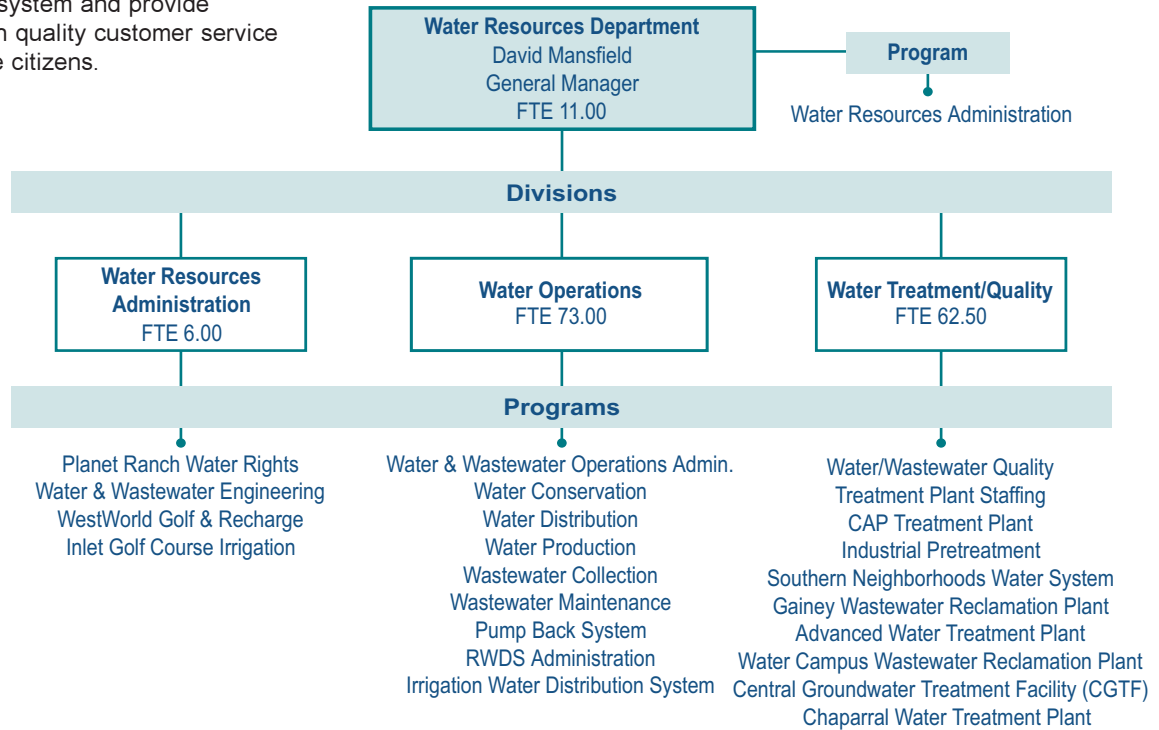 system and provide
quality customer service
citizens.
Water Resources Department
David Mansfield
General Manager
FTE 11.00
Program
Water Resources Administration
Divisions
Water Resources
Administration
FTE 6.00
Water Operations
FTE 73.00
Water Treatment/Quality
FTE 62.50
Programs
Planet Ranch Water Rights
Water & Wastewater Engineering
WestWorld Golf & Recharge
Inlet Golf Course Irrigation
Water & Wastewater Operations Admin.
Water Conservation
Water Distribution
Water Production
Wastewater Collection
Wastewater Maintenance
Pump Back System
RWDS Administration
Irrigation Water Distribution System
Water/Wastewater Quality
Treatment Plant Staffing
CAP Treatment Plant
Industrial Pretreatment
Southern Neighborhoods Water System
Gainey Wastewater Reclamation Plant
Advanced Water Treatment Plant
Water Campus Wastewater Reclamation Plant
Central Groundwater Treatment Facility (CGTF)
Chaparral Water Treatment Plant